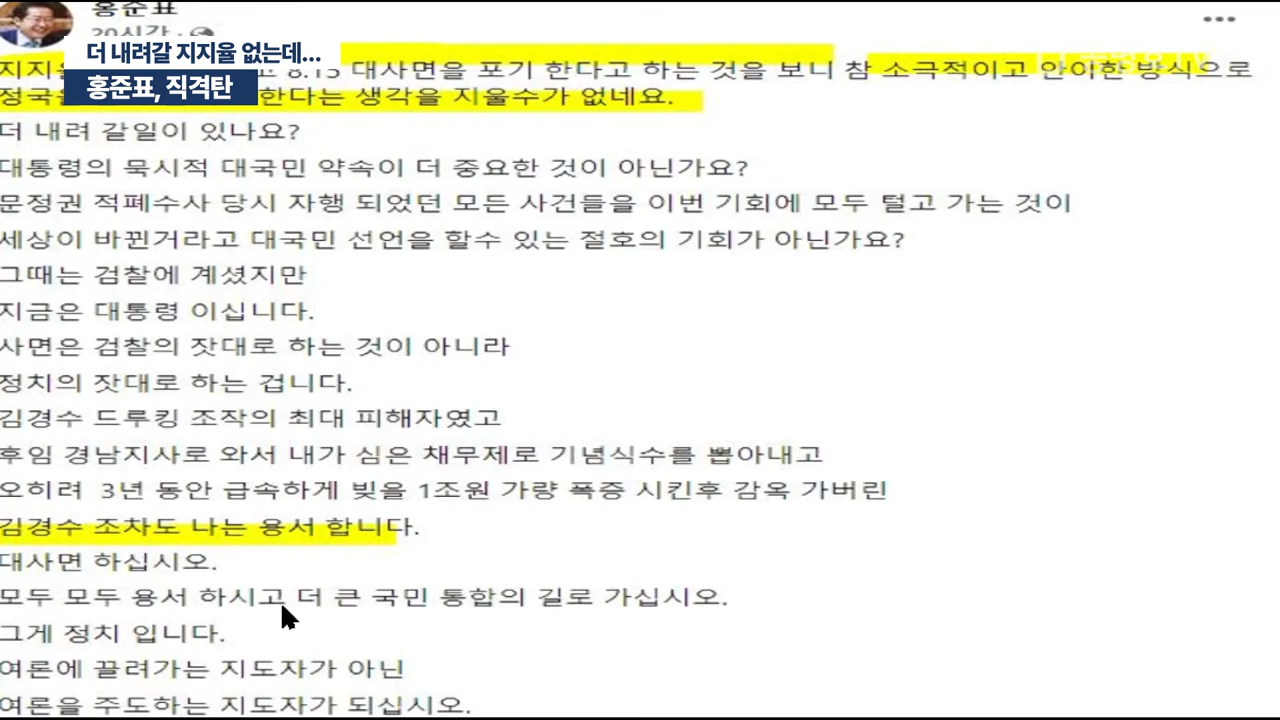 홍준표
20시간
더 내려갈 지지율 없는데...
홍준표, 직격탄
지지 8.15 대사면을 포기 한다고 하는 것을 보니 참 소극적이고 안이한 방식으로
정국 한다는 생각을 지울수가 없네요.
더 내려 갈일이 있나요?
대통령의 묵시적 대국민 약속이 더 중요한 것이 아닌가요?
문정권 적폐수사 당시 자행 되었던 모든 사건들을 이번 기회에 모두 털고 가는 것이
세상이 바뀐거라고 대국민 선언을 할수 있는 절호의 기회가 아닌가요?
그때는 검찰에 계셨지만
지금은 대통령 이십니다.
사면은 검찰의 잣대로 하는 것이 아니라
정치의 잣대로 하는 겁니다.
김경수 드루킹 조작의 최대 피해자였고
후임 경남지사로 와서 내가 심은 채무제로 기념식수를 뽑아내고
오히려 3년 동안 급속하게 빚을 1조원 가량 폭증 시킨후 감옥 가버린
김경수 조차도 나는 용서 합니다.
대사면 하십시오.
모두 모두 용서 하시고 더 큰 국민 통합의 길로 가십시오.
그게 정치 입니다.
여론에 끌려가는 지도자가 아닌
여론을 주도하는 지도자가 되십시오.